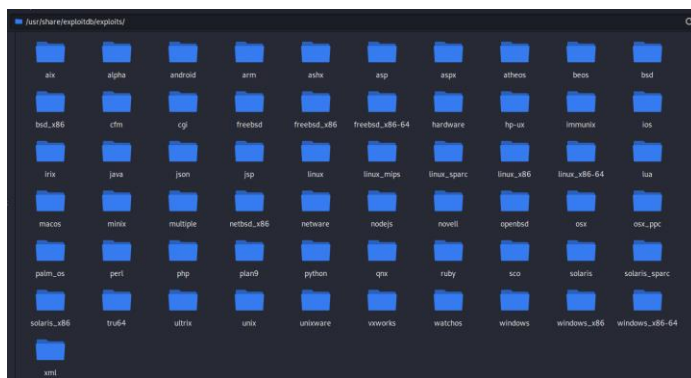 /usr/share/exploitdb/exploits/
aix alpha android arm ashx asp aspx atheos beos bsd
bsd_x86 cfm cgi freebsd freebsd_x86 freebsd_x86-64 hardware hp-ux immunix ios
irix java json jsp linux linux_mips linux_sparc linux_x86 linux_x86-64 lua
macos minix multiple netbsd_x86 netware nodejs novell openbsd osx osx_ppc
palm_os perl php plan9 python qnx ruby sco solaris solaris_sparc
solaris_x86 tru64 ultrix unix unixware vxworks watchos windows windows_x86 windows_x86-64
xml